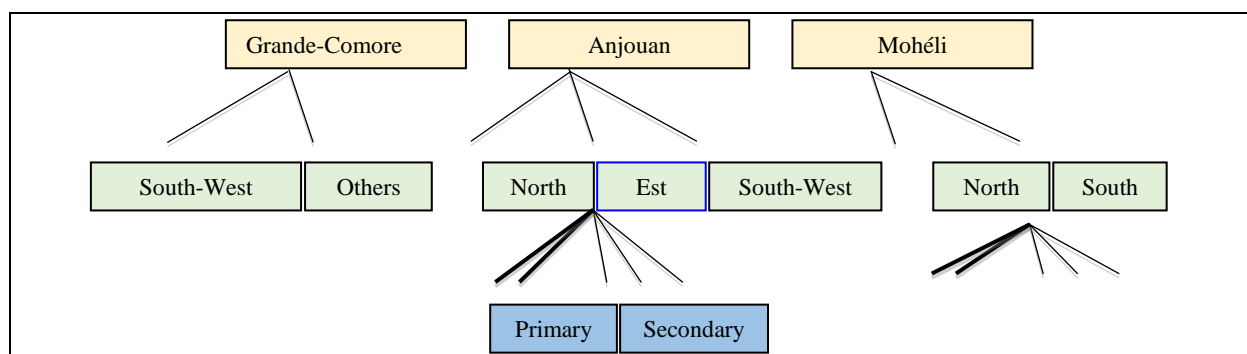 Grande-Comore Anjouan Mohéli
South-West Others North Est South-West North South
Primary Secondary